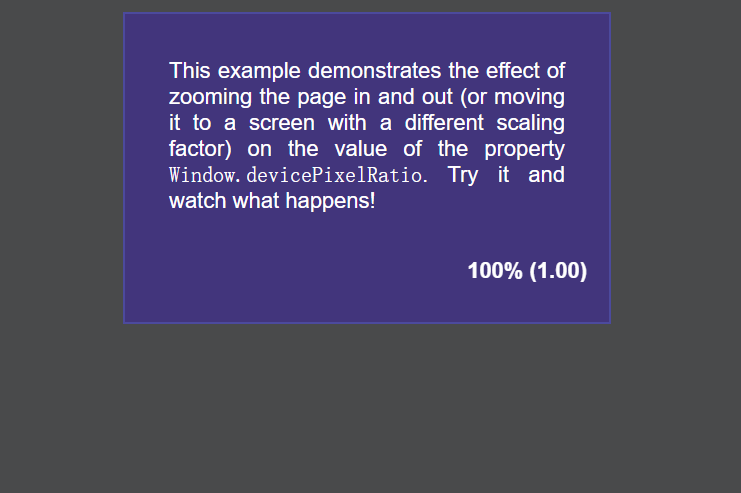 This example demonstrates the effect of
zooming the page in and out (or moving
it to a screen with a different scaling
factor) on the value of the property
Window.devicePixelRatio. Try it and
watch what happens!
100% (1.00)